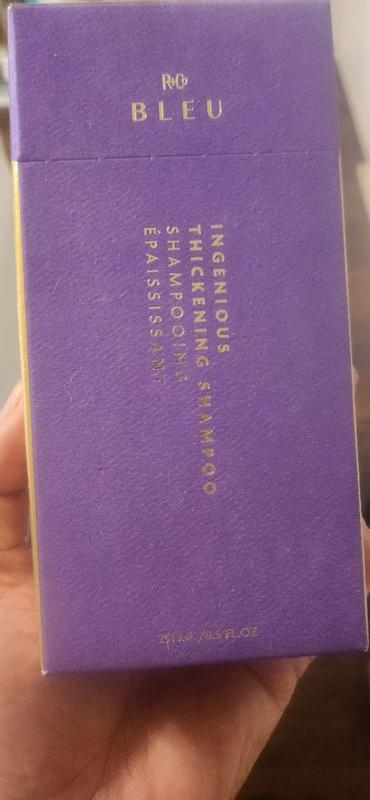 R+Co
BLEU
INGENIOUS
THICKENING SHAMPOO
SHAMPOOING
ÉPAISSISSANT
251 ML /8.5 FL.OZ